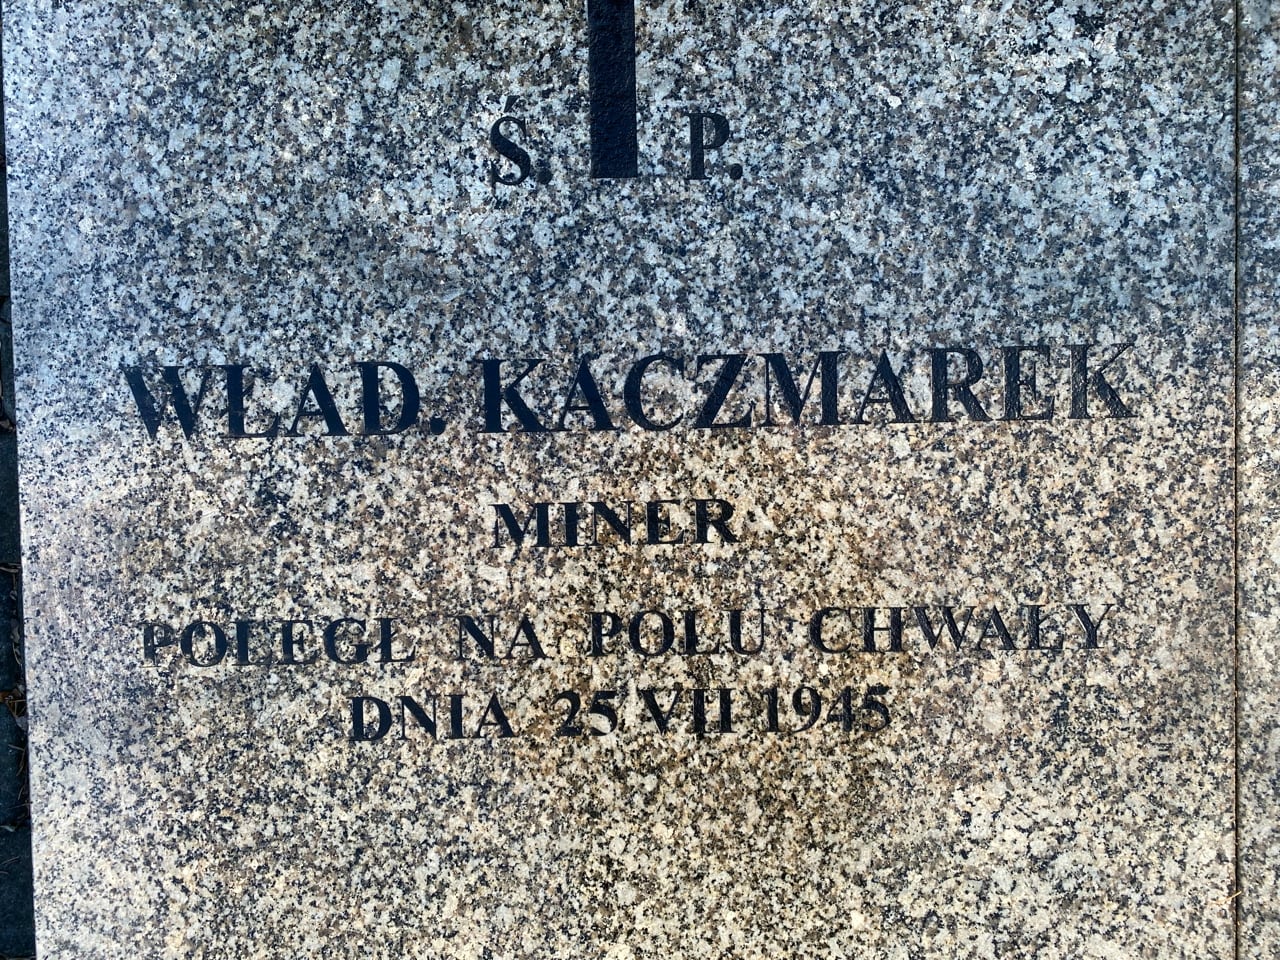 Ś. P.
WŁAD. KACZMAREK
MINER
POLEGŁ NA POLU CHWAŁY
DNIA 25 VII 1945